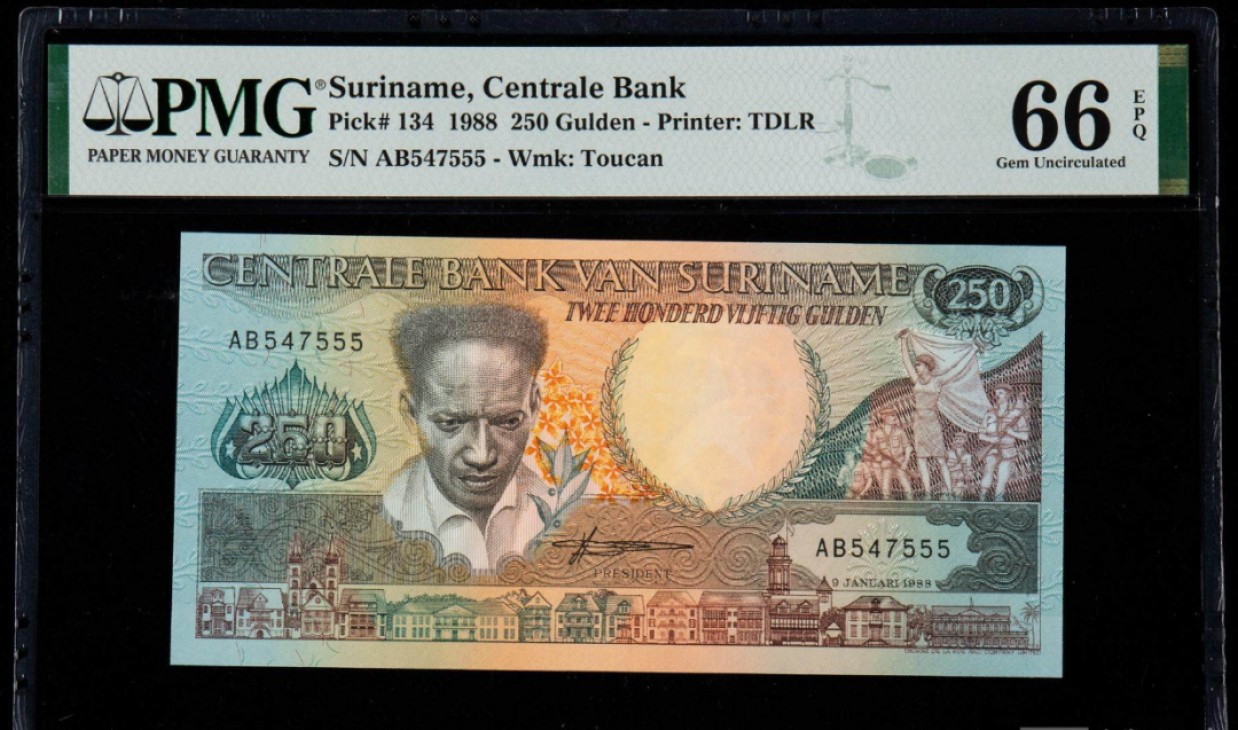 PMG®
PAPER MONEY GUARANTY
Suriname, Centrale Bank
Pick# 134 1988 250 Gulden - Printer: TDLR
S/N AB547555 - Wmk: Toucan
66
EPQ
Gem Uncirculated
CENTRALE BANK VAN SURINAME
250
TWEE HONDERD VIJFTIG GULDEN
AB547555
250
PRESIDENT
AB547555
9 JANUARI 1988